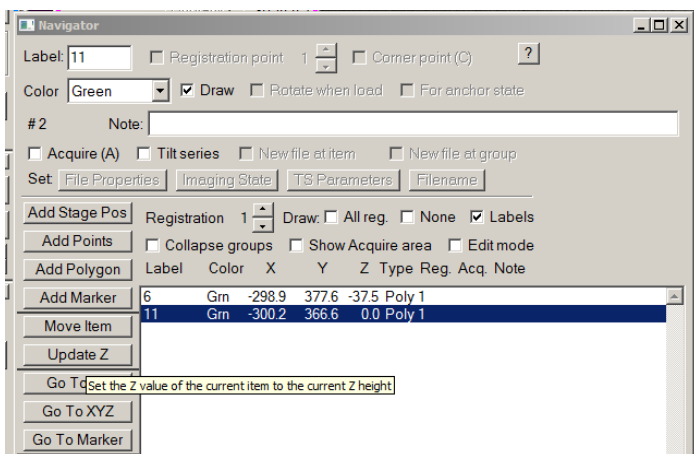 Navigator
Label: 11 Registration point 1 Corner point (C) ?
Color Green Draw Rotate when load For anchor state
#2 Note:
Acquire (A) Tilt series New file at item New file at group
Set: File Properties Imaging State TS Parameters Filename
Add Stage Pos Registration 1 Draw: All reg. None Labels
Add Points Collapse groups Show Acquire area Edit mode
Add Polygon Label Color X Y Z Type Reg. Acq. Note
Add Marker 6 Grn -298.9 377.6 -37.5 Poly 1
Move Item 11 Grn -300.2 366.6 0.0 Poly 1
Update Z
Go To Set the Z value of the current item to the current Z height
Go To XYZ
Go To Marker